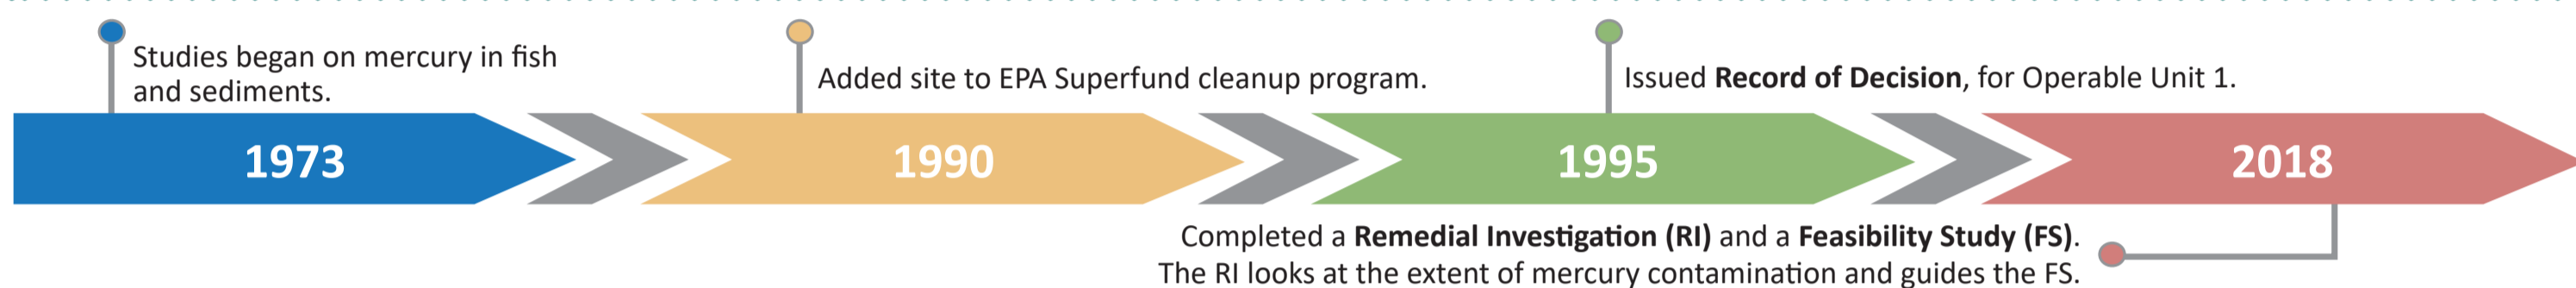 Studies began on mercury in fish
and sediments.
Added site to EPA Superfund cleanup program.
Issued Record of Decision, for Operable Unit 1.
1973
1990
1995
2018
Completed a Remedial Investigation (RI) and a Feasibility Study (FS).
The RI looks at the extent of mercury contamination and guides the FS.